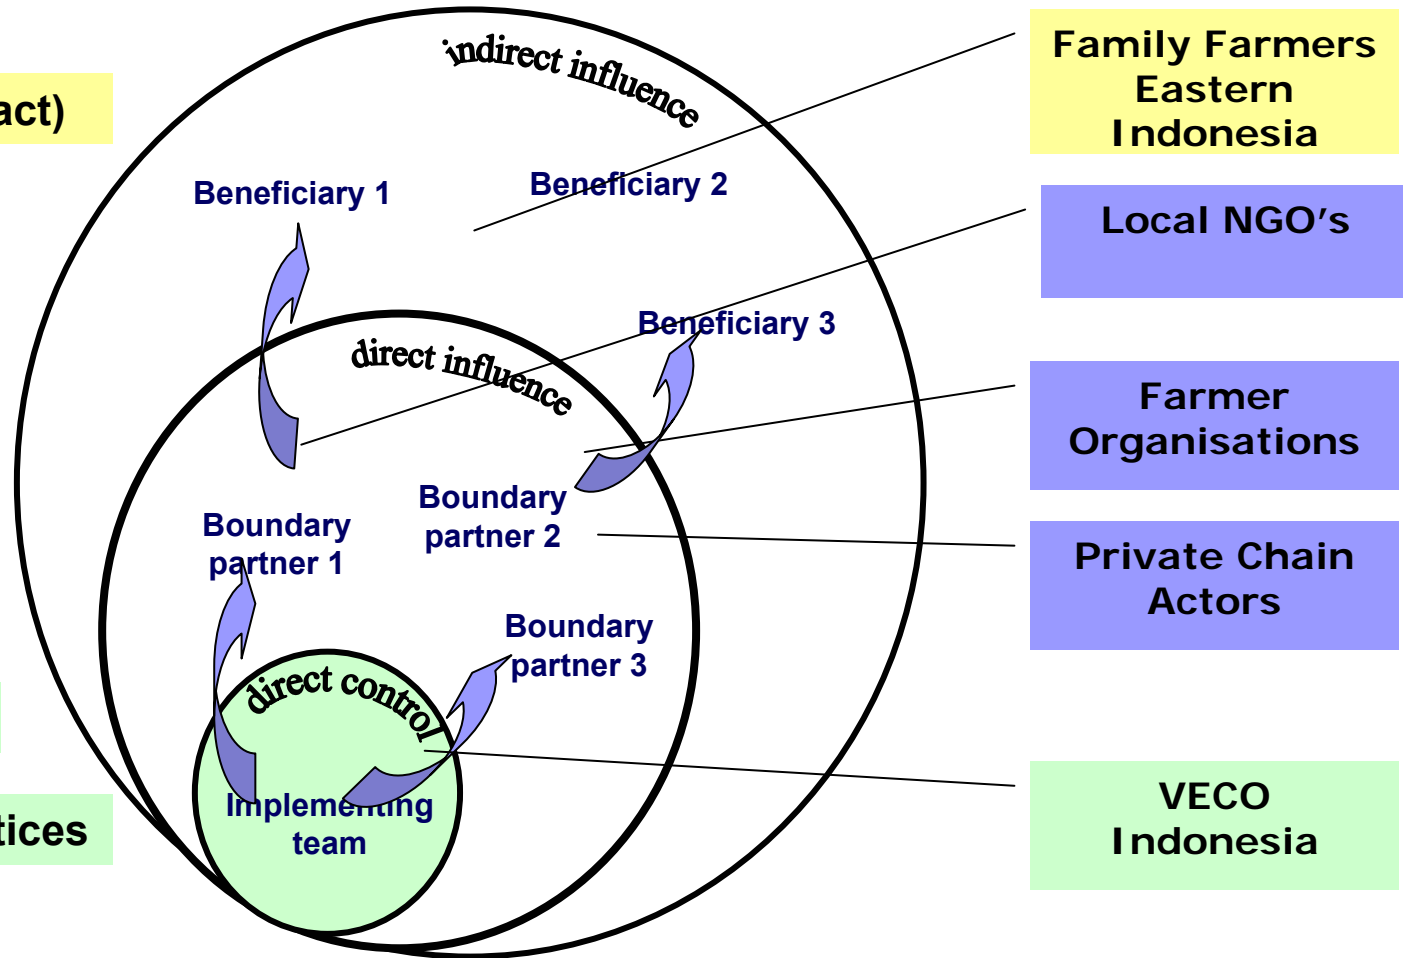 indirect influence
act)
Beneficiary 1
Beneficiary 2
Beneficiary 3
direct influence
Boundary
partner 1
Boundary
partner 2
Boundary
partner 3
direct control
Implementing
team
tices
Family Farmers
Eastern
Indonesia
Local NGO's
Farmer
Organisations
Private Chain
Actors
VECO
Indonesia